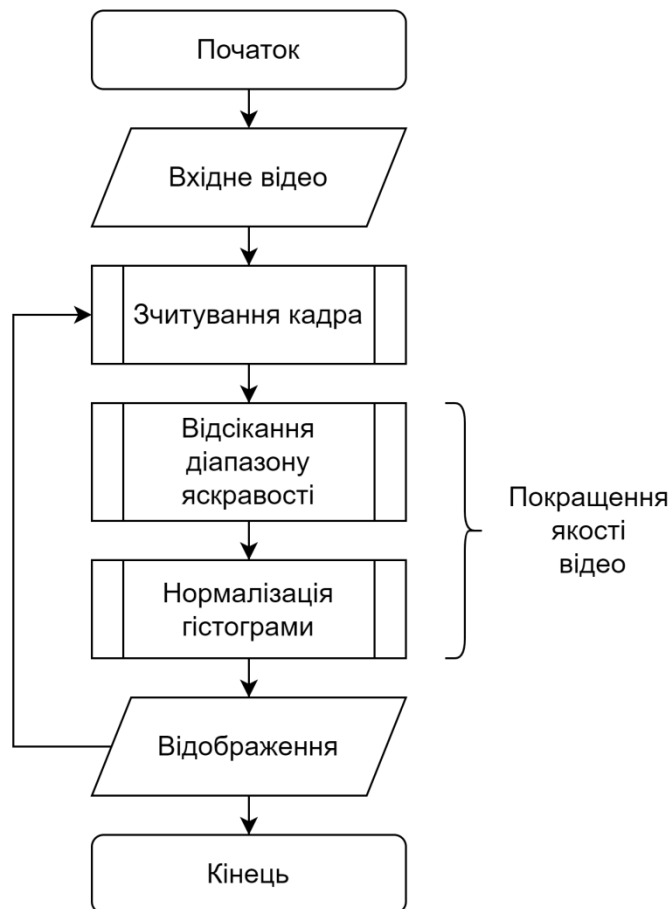 Початок
Вхідне відео
Зчитування кадра
Відсікання
діапазону
яскравості
Покращення
якості
відео
Нормалізація
гістограми
Відображення
Кінець